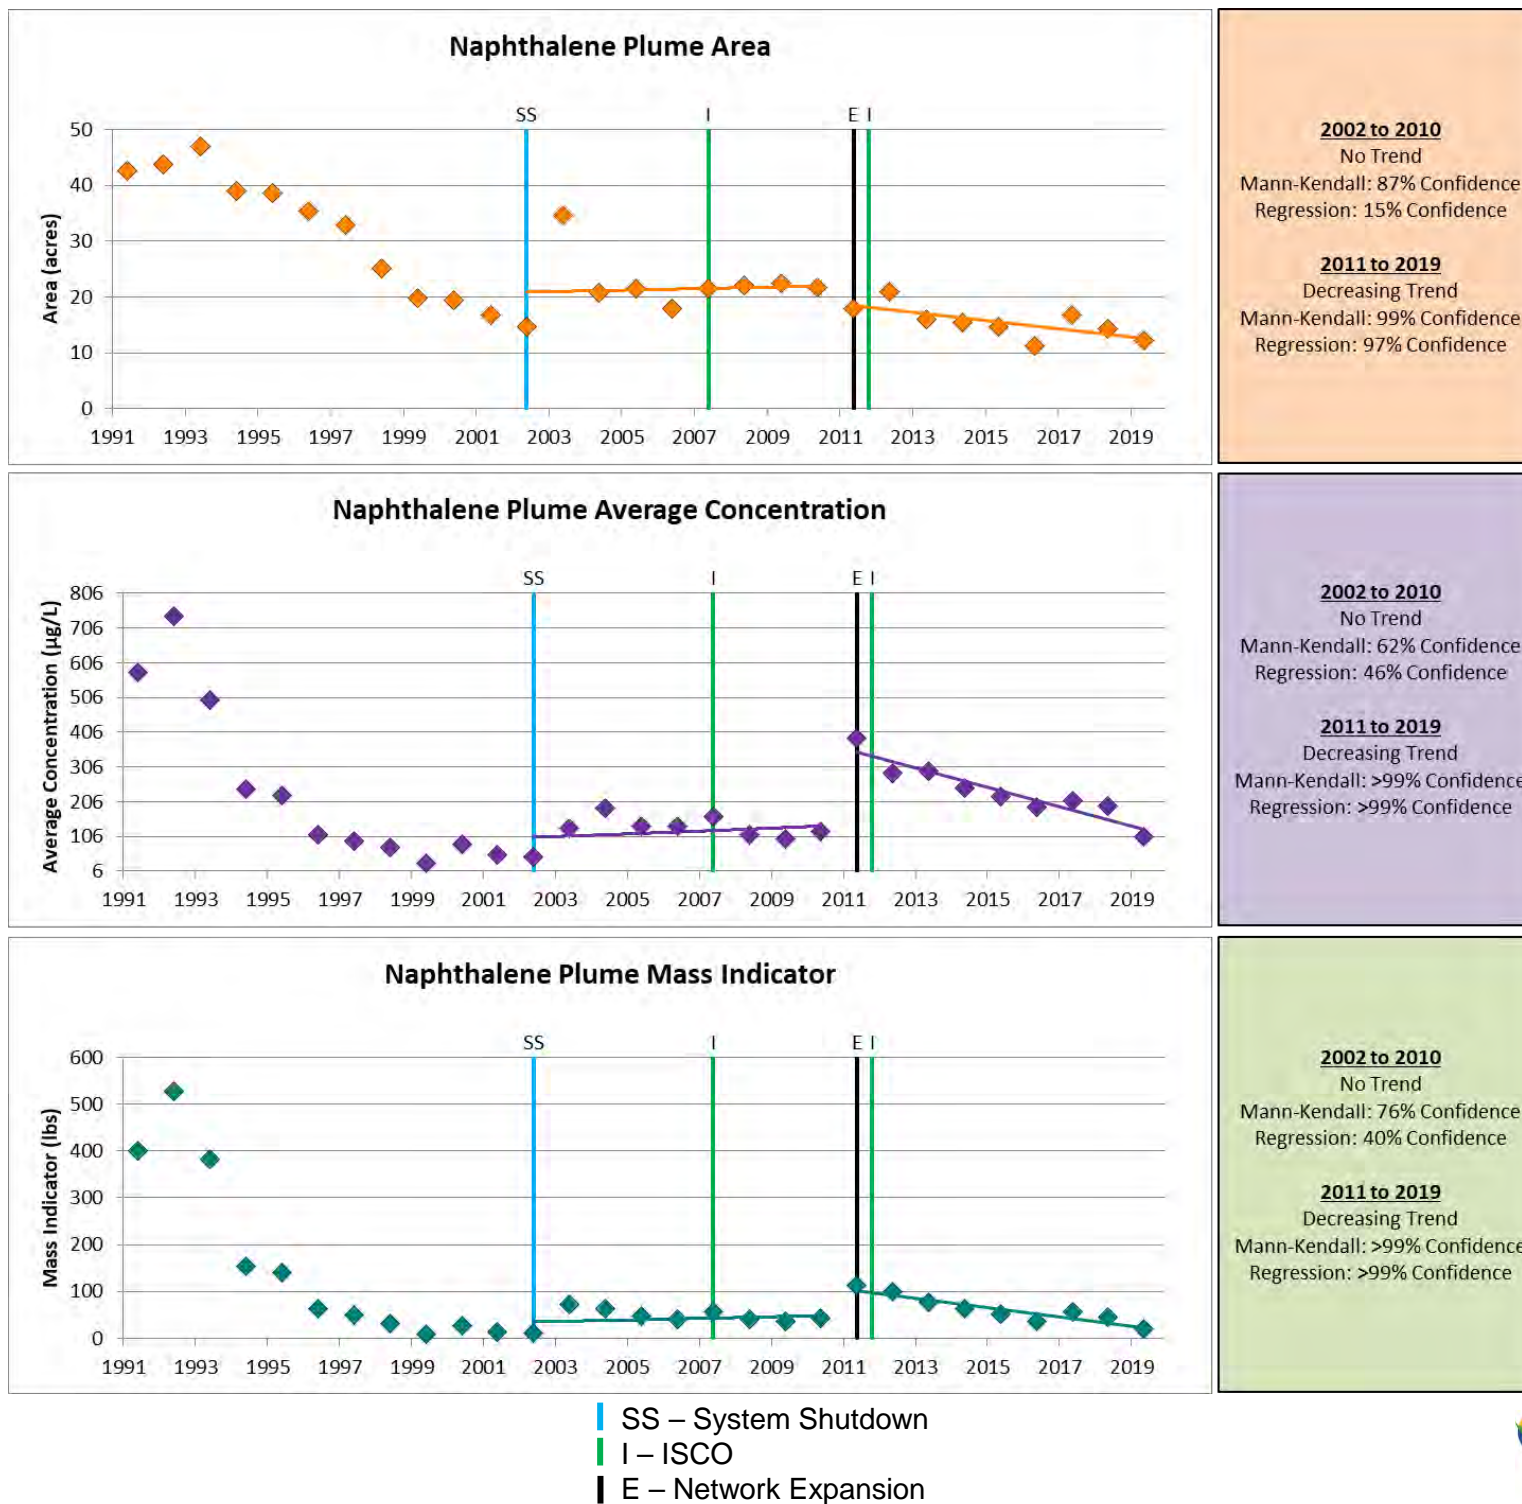 Naphthalene Plume Area
SS I E I
Area (acres)
50
40
30
20
10
0
1991 1993 1995 1997 1999 2001 2003 2005 2007 2009 2011 2013 2015 2017 2019
2002 to 2010
No Trend
Mann-Kendall: 87% Confidence
Regression: 15% Confidence
2011 to 2019
Decreasing Trend
Mann-Kendall: 99% Confidence
Regression: 97% Confidence
Naphthalene Plume Average Concentration
SS I E I
Average Concentration (µg/L)
806
706
606
506
406
306
206
106
6
1991 1993 1995 1997 1999 2001 2003 2005 2007 2009 2011 2013 2015 2017 2019
2002 to 2010
No Trend
Mann-Kendall: 62% Confidence
Regression: 46% Confidence
2011 to 2019
Decreasing Trend
Mann-Kendall: >99% Confidence
Regression: >99% Confidence
Naphthalene Plume Mass Indicator
SS I E I
Mass Indicator (lbs)
600
500
400
300
200
100
0
1991 1993 1995 1997 1999 2001 2003 2005 2007 2009 2011 2013 2015 2017 2019
2002 to 2010
No Trend
Mann-Kendall: 76% Confidence
Regression: 40% Confidence
2011 to 2019
Decreasing Trend
Mann-Kendall: >99% Confidence
Regression: >99% Confidence
SS – System Shutdown
I – ISCO
E – Network Expansion